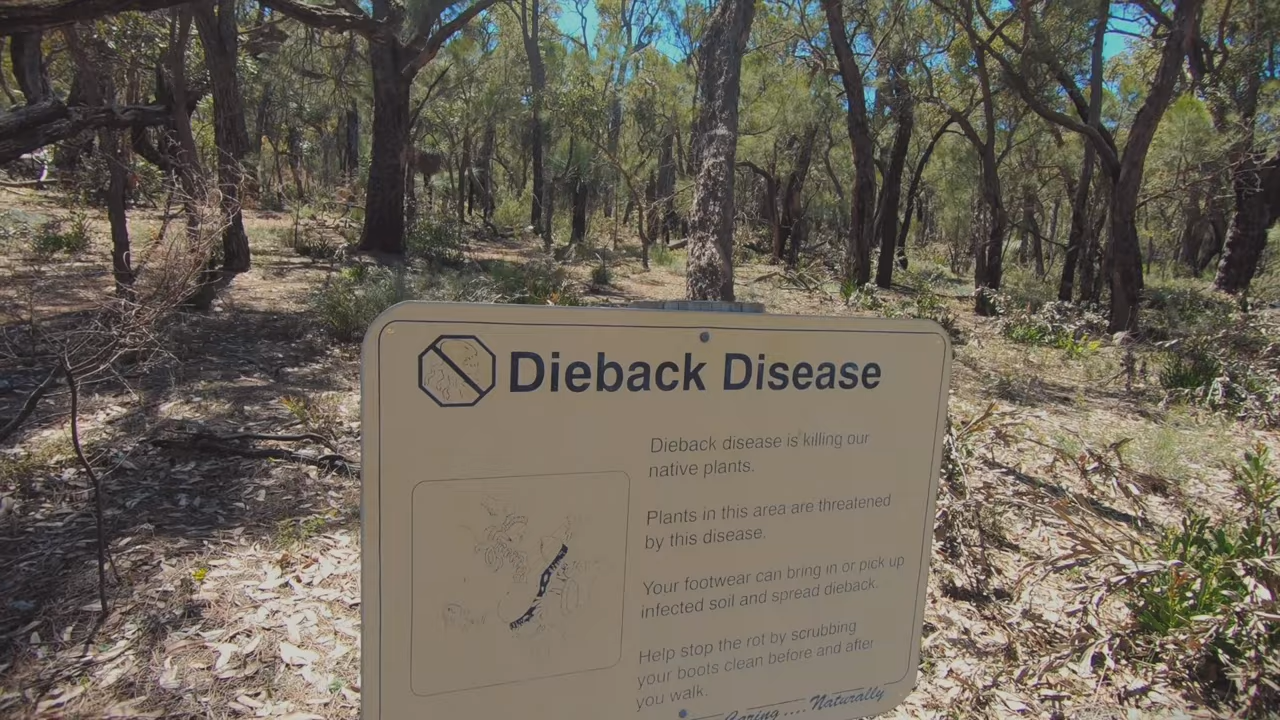 Dieback Disease
Dieback disease is killing our
native plants.
Plants in this area are threatened
by this disease.
Your footwear can bring in or pick up
infected soil and spread dieback.
Help stop the rot by scrubbing
your boots clean before and after
you walk.
Caring .... Naturally